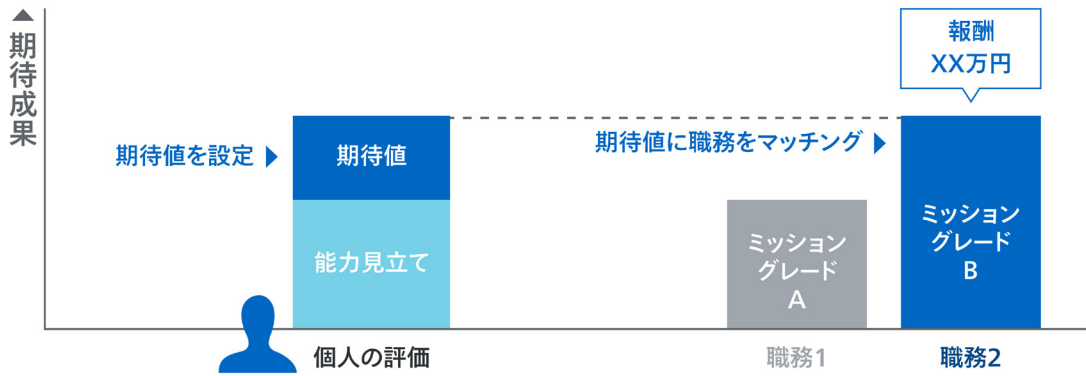 ▲期待成果
報酬
XX万円
期待値を設定▶
期待値
期待値に職務をマッチング▶
能力見立て
ミッション
グレード
A
ミッション
グレード
B
個人の評価
職務1
職務2